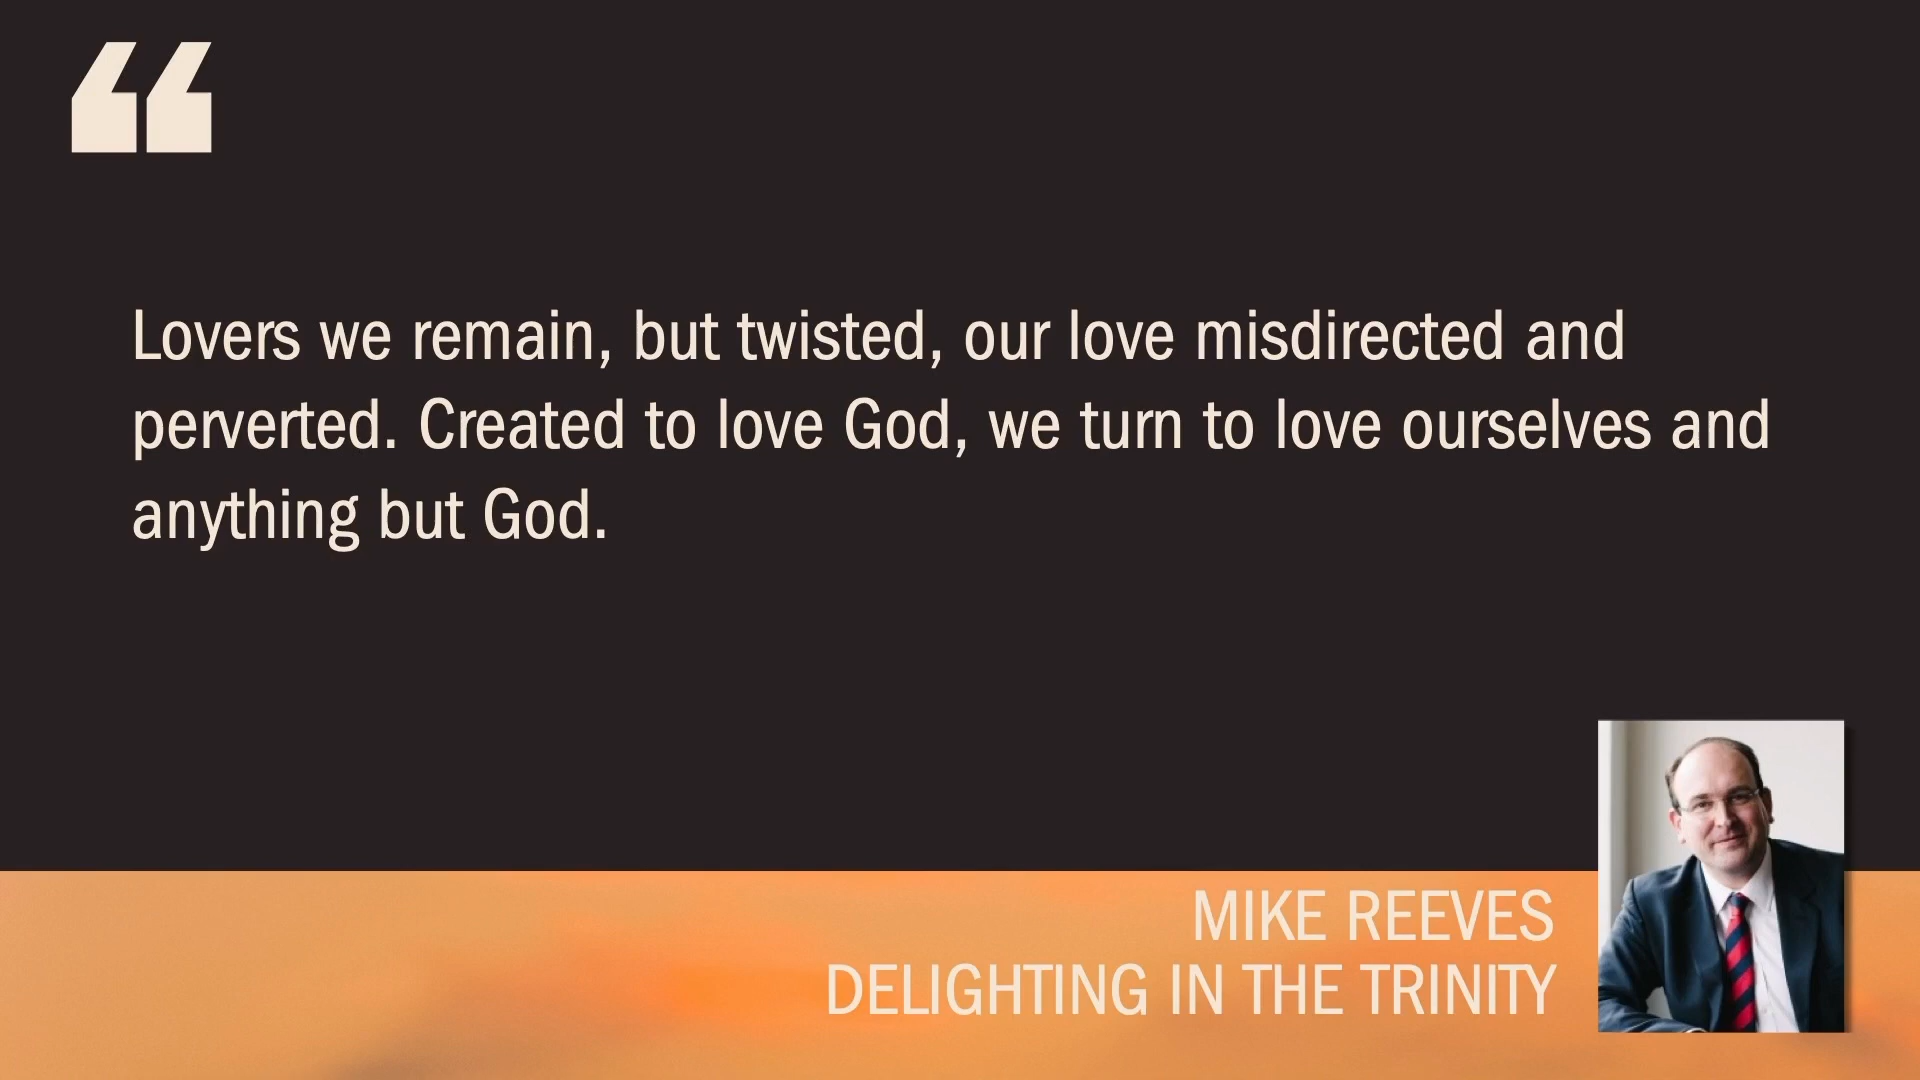 “
Lovers we remain, but twisted, our love misdirected and
perverted. Created to love God, we turn to love ourselves and
anything but God.
MIKE REEVES
DELIGHTING IN THE TRINITY